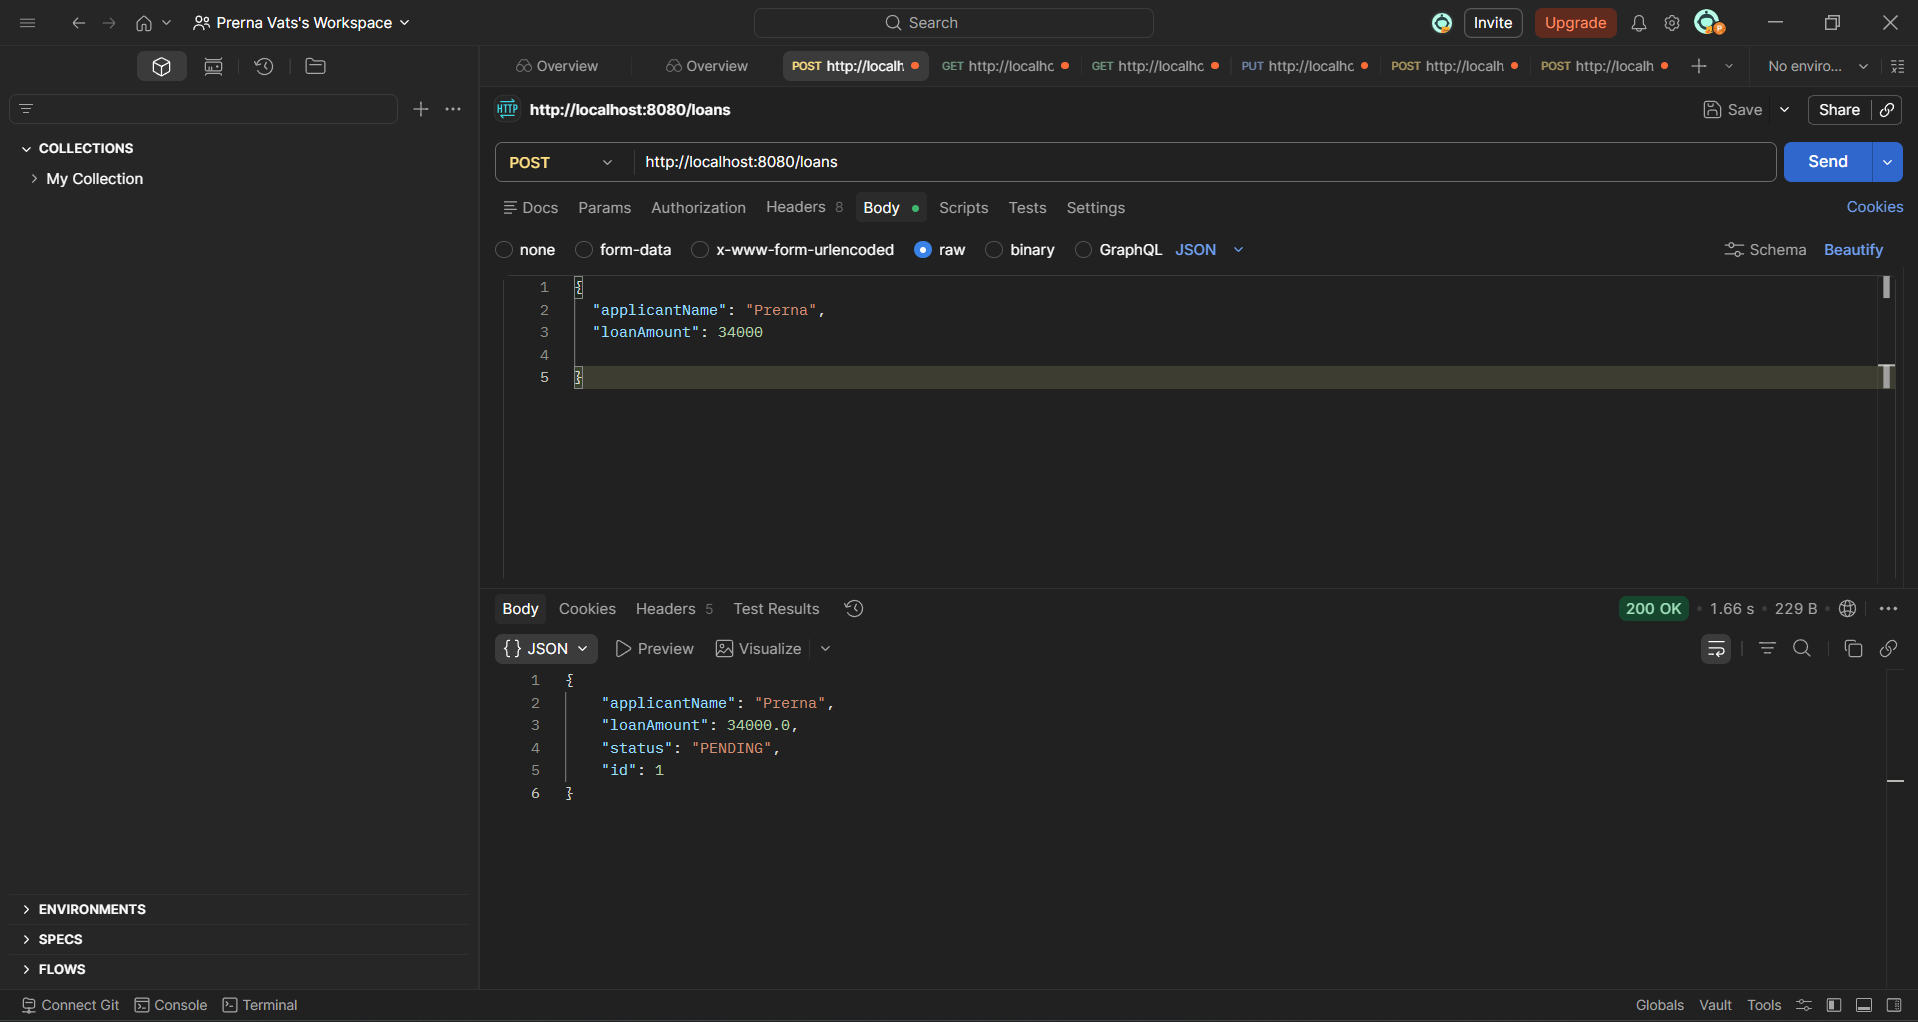 Prerna Vats's Workspace
Search
Invite
Upgrade
Overview
Overview
POST http://localh
GET http://localhc
GET http://localhc
PUT http://localhc
POST http://localh
POST http://localh
No enviro...
HTTP http://localhost:8080/loans
Save
Share
COLLECTIONS
My Collection
POST
http://localhost:8080/loans
Send
Docs
Params
Authorization
Headers 8
Body
Scripts
Tests
Settings
Cookies
none
form-data
x-www-form-urlencoded
raw
binary
GraphQL
JSON
Schema
Beautify
1 {
2 "applicantName": "Prerna",
3 "loanAmount": 34000
4
5 }
Body
Cookies
Headers 5
Test Results
200 OK • 1.66 s • 229 B
{} JSON
Preview
Visualize
1 {
2 "applicantName": "Prerna",
3 "loanAmount": 34000.0,
4 "status": "PENDING",
5 "id": 1
6 }
ENVIRONMENTS
SPECS
FLOWS
Connect Git
Console
Terminal
Globals
Vault
Tools